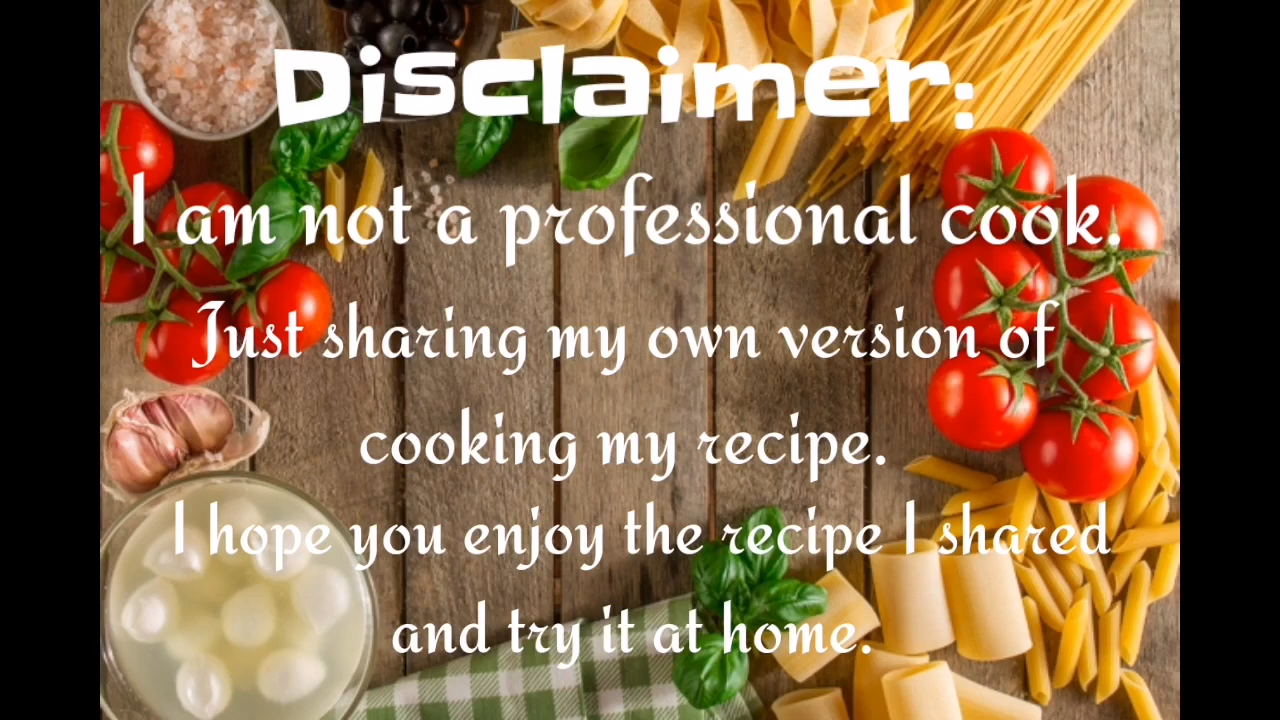 Disclaimer:
I am not a professional cook.
Just sharing my own version of
cooking my recipe.
I hope you enjoy the recipe I shared
and try it at home.